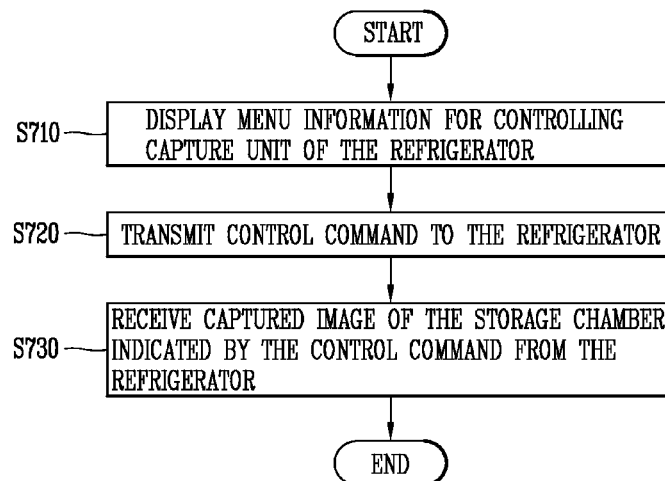 START
S710
DISPLAY MENU INFORMATION FOR CONTROLLING
CAPTURE UNIT OF THE REFRIGERATOR
S720
TRANSMIT CONTROL COMMAND TO THE REFRIGERATOR
S730
RECEIVE CAPTURED IMAGE OF THE STORAGE CHAMBER
INDICATED BY THE CONTROL COMMAND FROM THE
REFRIGERATOR
END